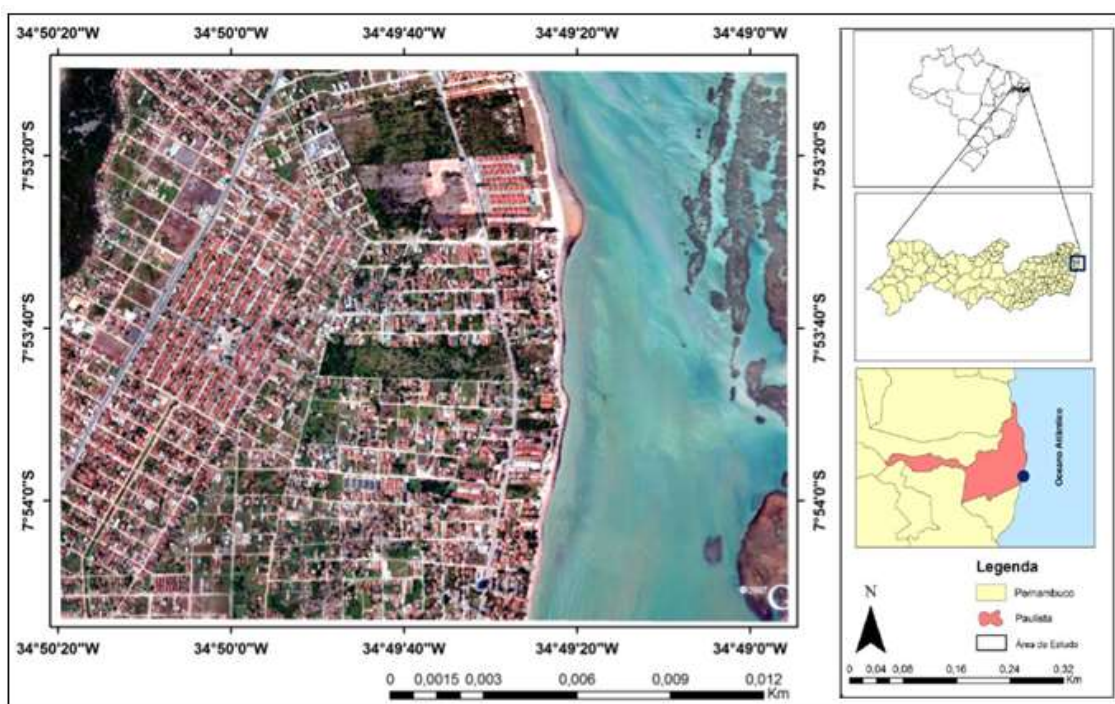 34°50'20"W 34°50'0"W 34°49'40"W 34°49'20"W 34°49'0"W
7°53'20"S 7°53'20"S
7°53'40"S 7°53'40"S
7°54'0"S 7°54'0"S
34°50'20"W 34°50'0"W 34°49'40"W 34°49'20"W 34°49'0"W
0 0,0015 0,003 0,006 0,009 0,012
Km
Oceano Atlântico
Legenda
Pernambuco
Paulista
Área de Estudo
N
0 0,04 0,08 0,16 0,24 0,32
Km